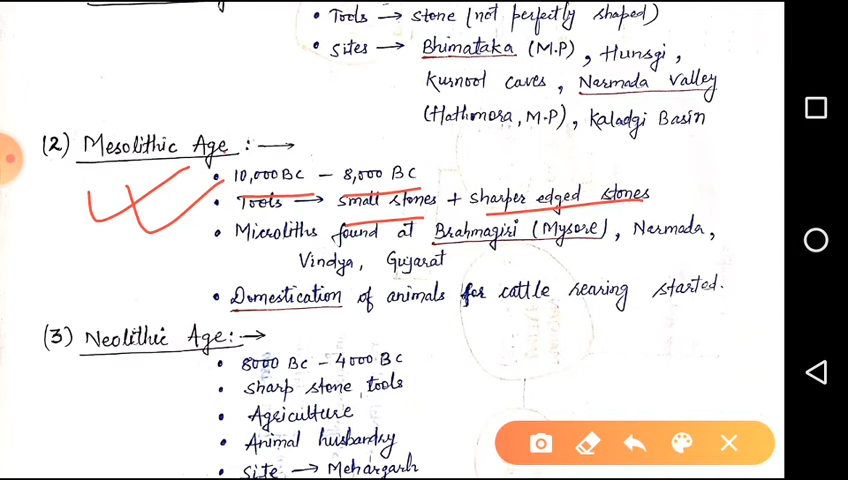 • Tools → stone (not perfectly shaped)
• Sites → Bhimataka (M.P), Hunsgi,
Kurnool caves, Narmada Valley
(Hathnora, M.P), Kaladgi Basin
(2) Mesolithic Age :→
• 10,000 BC - 8,000 BC
• Tools → small stones + sharper edged stones
• Microliths found at Brahmagiri (Mysore), Narmada,
Vindya, Gujarat
• Domestication of animals for cattle rearing started.
(3) Neolithic Age:→
• 8000 BC - 4000 BC
• sharp stone tools
• Agriculture
• Animal husbandry
• Site → Mehargarh